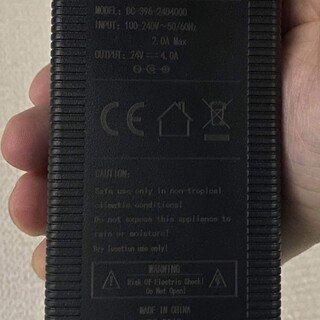 MODEL: DC-396-2404000
INPUT: 100-240V~50/60Hz
2.0A Max
OUTPUT: 24V 4.0A
CE
CAUTION:
Safe use only in non-tropical
climatic conditions!
Do not expose this appliance to
rain or moisture!
Dry location use only!
WARNING
Risk Of Electric Shock!
Do Not Open!
MADE IN CHINA